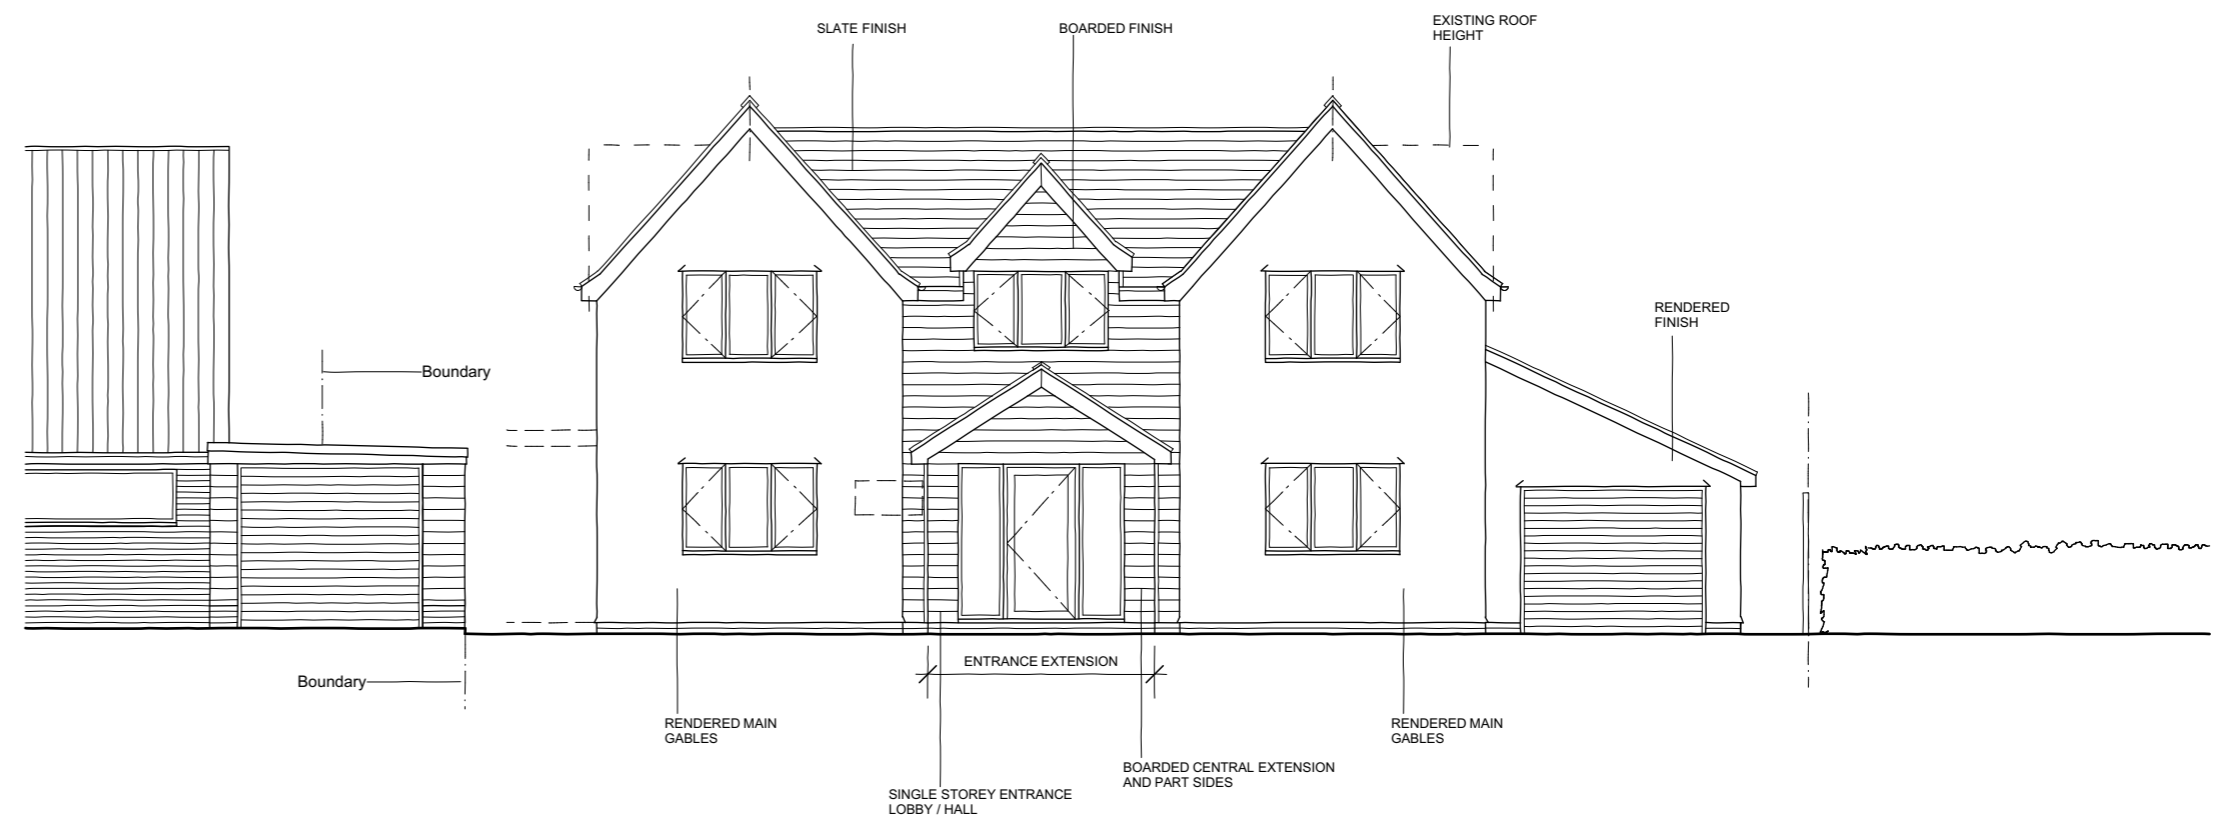 SLATE FINISH
BOARDED FINISH
EXISTING ROOF
HEIGHT
RENDERED
FINISH
Boundary
ENTRANCE EXTENSION
Boundary
RENDERED MAIN
GABLES
RENDERED MAIN
GABLES
BOARDED CENTRAL EXTENSION
AND PART SIDES
SINGLE STOREY ENTRANCE
LOBBY / HALL